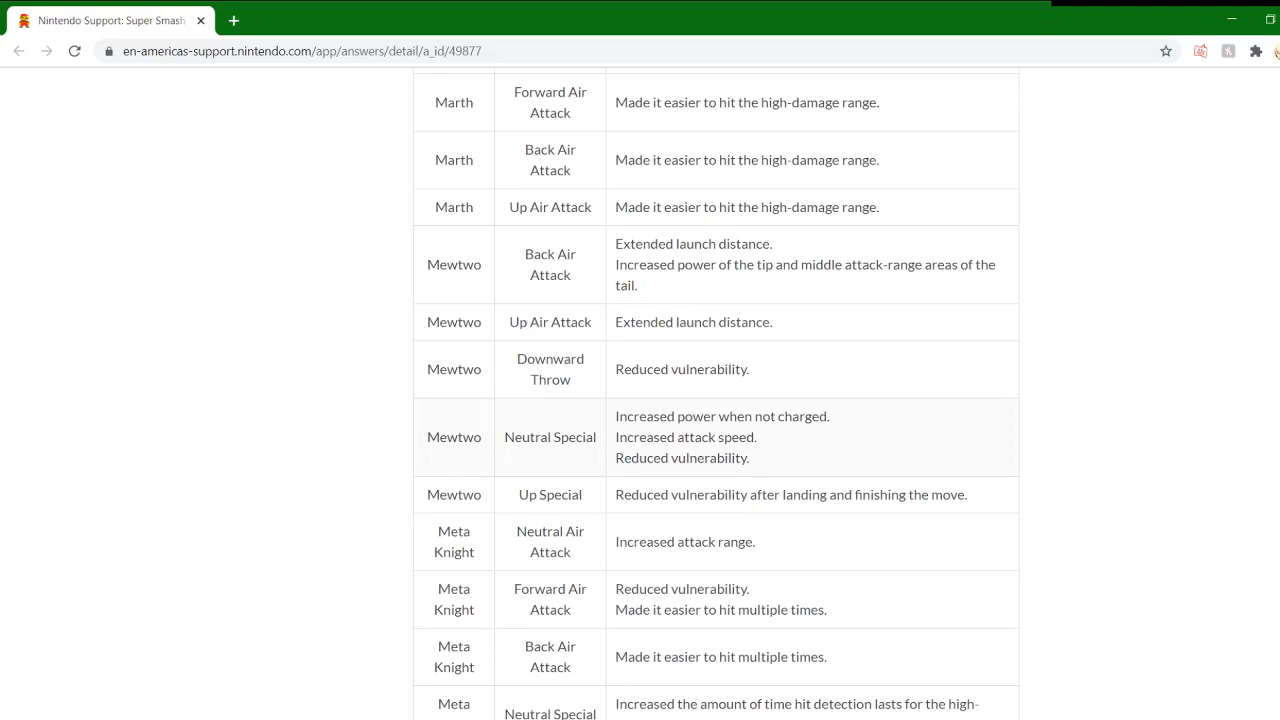 Nintendo Support: Super Smash
en-americas-support.nintendo.com/app/answers/detail/a_id/49877
Marth
Forward Air
Attack
Made it easier to hit the high-damage range.
Marth
Back Air
Attack
Made it easier to hit the high-damage range.
Marth
Up Air Attack
Made it easier to hit the high-damage range.
Mewtwo
Back Air
Attack
Extended launch distance.
Increased power of the tip and middle attack-range areas of the
tail.
Mewtwo
Up Air Attack
Extended launch distance.
Mewtwo
Downward
Throw
Reduced vulnerability.
Mewtwo
Neutral Special
Increased power when not charged.
Increased attack speed.
Reduced vulnerability.
Mewtwo
Up Special
Reduced vulnerability after landing and finishing the move.
Meta
Knight
Neutral Air
Attack
Increased attack range.
Meta
Knight
Forward Air
Attack
Reduced vulnerability.
Made it easier to hit multiple times.
Meta
Knight
Back Air
Attack
Made it easier to hit multiple times.
Meta
Neutral Special
Increased the amount of time hit detection lasts for the high-